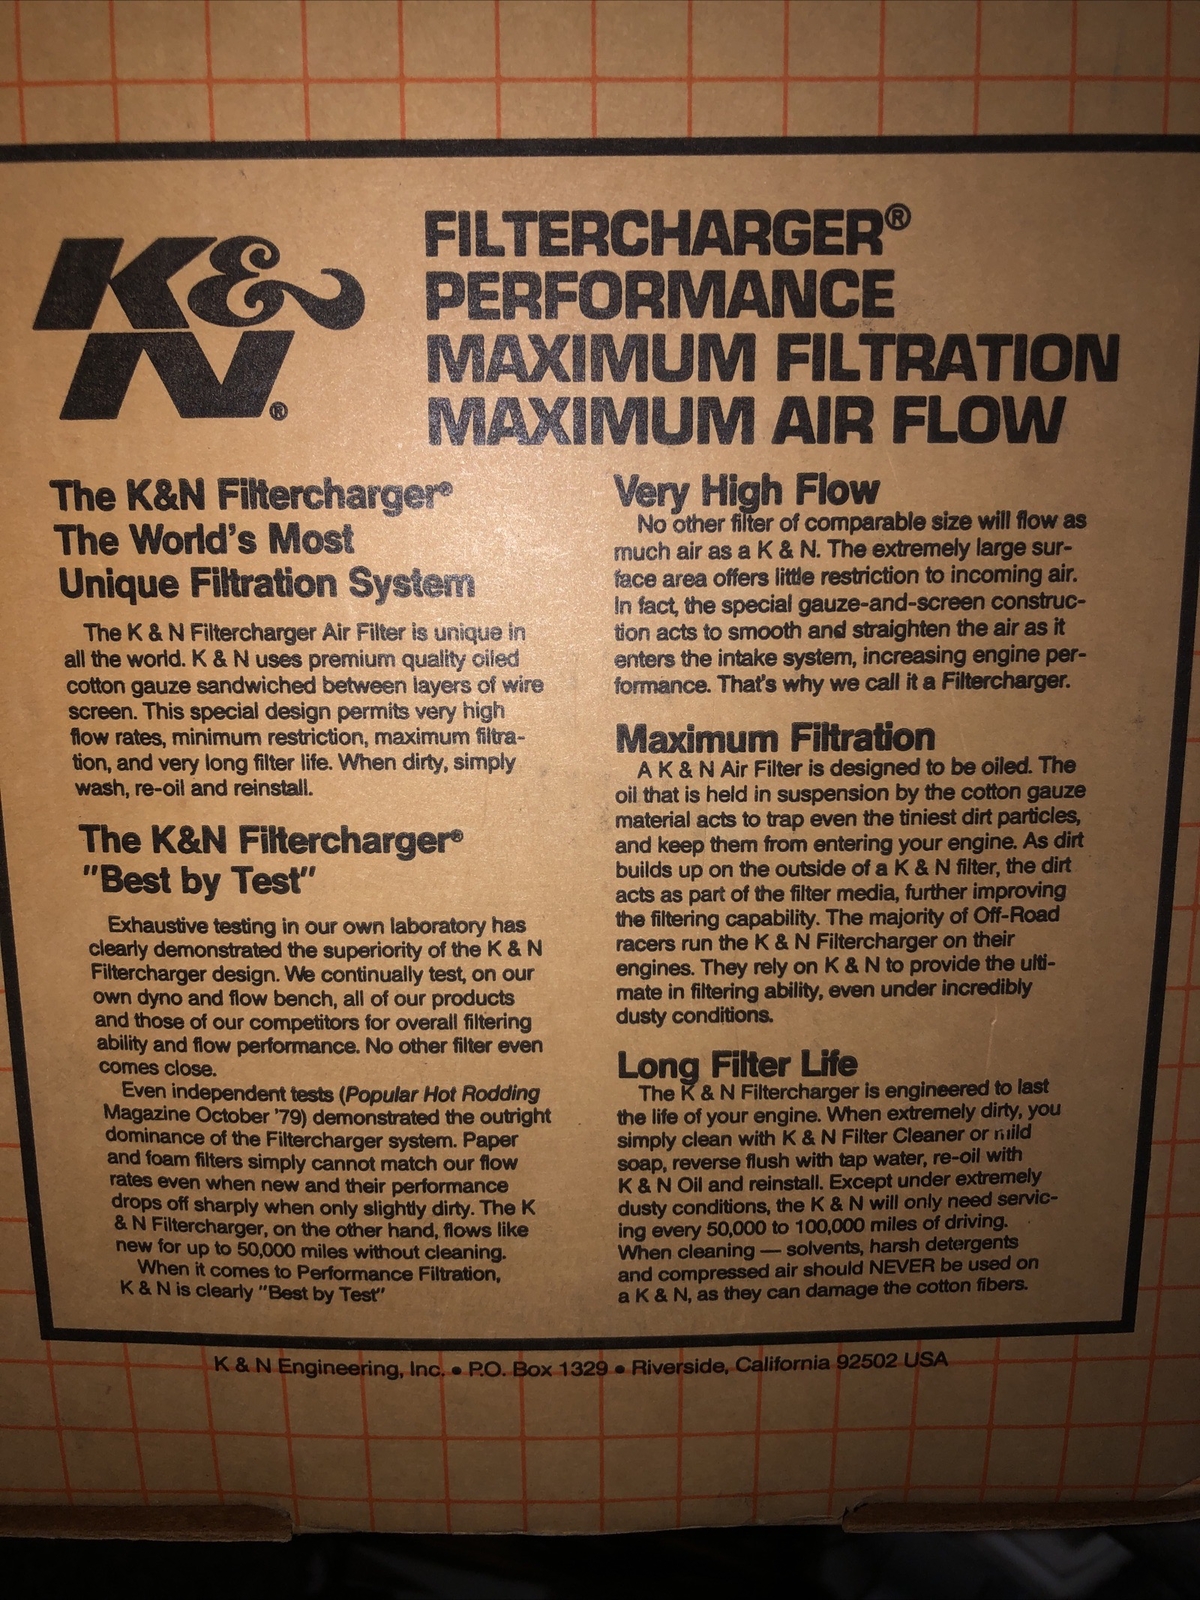 K&
N®
FILTERCHARGER®
PERFORMANCE
MAXIMUM FILTRATION
MAXIMUM AIR FLOW
The K&N Filtercharger®
The World's Most
Unique Filtration System
The K & N Filtercharger Air Filter is unique in
all the world. K & N uses premium quality oiled
cotton gauze sandwiched between layers of wire
screen. This special design permits very high
flow rates, minimum restriction, maximum filtra-
tion, and very long filter life. When dirty, simply
wash, re-oil and reinstall.
The K&N Filtercharger®
"Best by Test"
Exhaustive testing in our own laboratory has
clearly demonstrated the superiority of the K & N
Filtercharger design. We continually test, on our
own dyno and flow bench, all of our products
and those of our competitors for overall filtering
ability and flow performance. No other filter even
comes close.
Even independent tests (Popular Hot Rodding
Magazine October '79) demonstrated the outright
dominance of the Filtercharger system. Paper
and foam filters simply cannot match our flow
rates even when new and their performance
drops off sharply when only slightly dirty. The K
& N Filtercharger, on the other hand, flows like
new for up to 50,000 miles without cleaning.
When it comes to Performance Filtration,
K & N is clearly "Best by Test"
Very High Flow
No other filter of comparable size will flow as
much air as a K & N. The extremely large sur-
face area offers little restriction to incoming air.
In fact, the special gauze-and-screen construc-
tion acts to smooth and straighten the air as it
enters the intake system, increasing engine per-
formance. That's why we call it a Filtercharger.
Maximum Filtration
A K & N Air Filter is designed to be oiled. The
oil that is held in suspension by the cotton gauze
material acts to trap even the tiniest dirt particles,
and keep them from entering your engine. As dirt
builds up on the outside of a K & N filter, the dirt
acts as part of the filter media, further improving
the filtering capability. The majority of Off-Road
racers run the K & N Filtercharger on their
engines. They rely on K & N to provide the ulti-
mate in filtering ability, even under incredibly
dusty conditions.
Long Filter Life
The K & N Filtercharger is engineered to last
the life of your engine. When extremely dirty, you
simply clean with K & N Filter Cleaner or mild
soap, reverse flush with tap water, re-oil with
K & N Oil and reinstall. Except under extremely
dusty conditions, the K & N will only need servic-
ing every 50,000 to 100,000 miles of driving.
When cleaning — solvents, harsh detergents
and compressed air should NEVER be used on
a K & N, as they can damage the cotton fibers.
K & N Engineering, Inc. • P.O. Box 1329 • Riverside, California 92502 USA